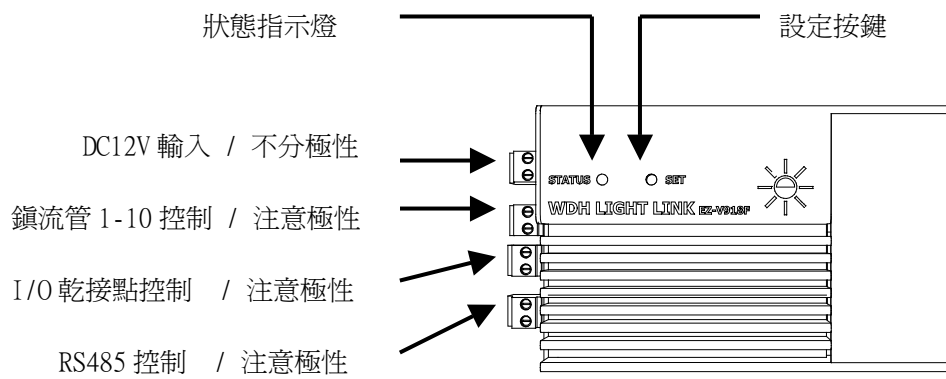 狀態指示燈
設定按鍵
DC12V 輸入 / 不分極性
STATUS
SET
鎮流管 1-10 控制 / 注意極性
WDH LIGHT LINK EZ-V918F
I/O 乾接點控制 / 注意極性
RS485 控制 / 注意極性